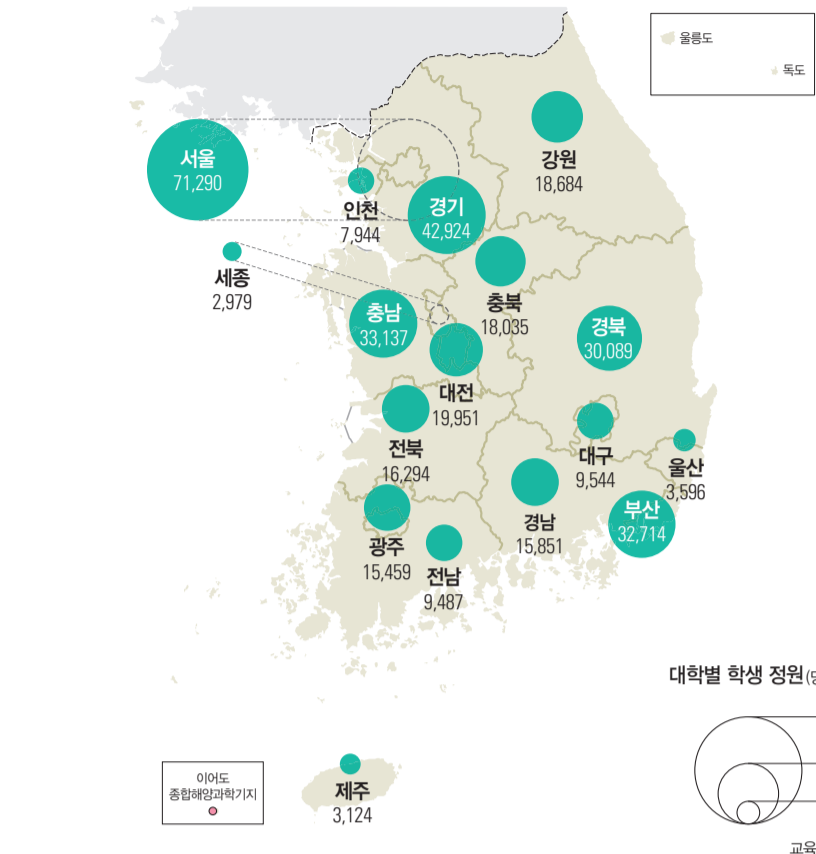 울릉도
독도
서울
71,290
강원
18,684
인천
7,944
경기
42,924
세종
2,979
충북
18,035
충남
33,137
경북
30,089
대전
19,951
전북
16,294
대구
9,544
울산
3,596
경남
15,851
부산
32,714
광주
15,459
전남
9,487
대학별 학생 정원
이어도
종합해양과학기지
제주
3,124
교육